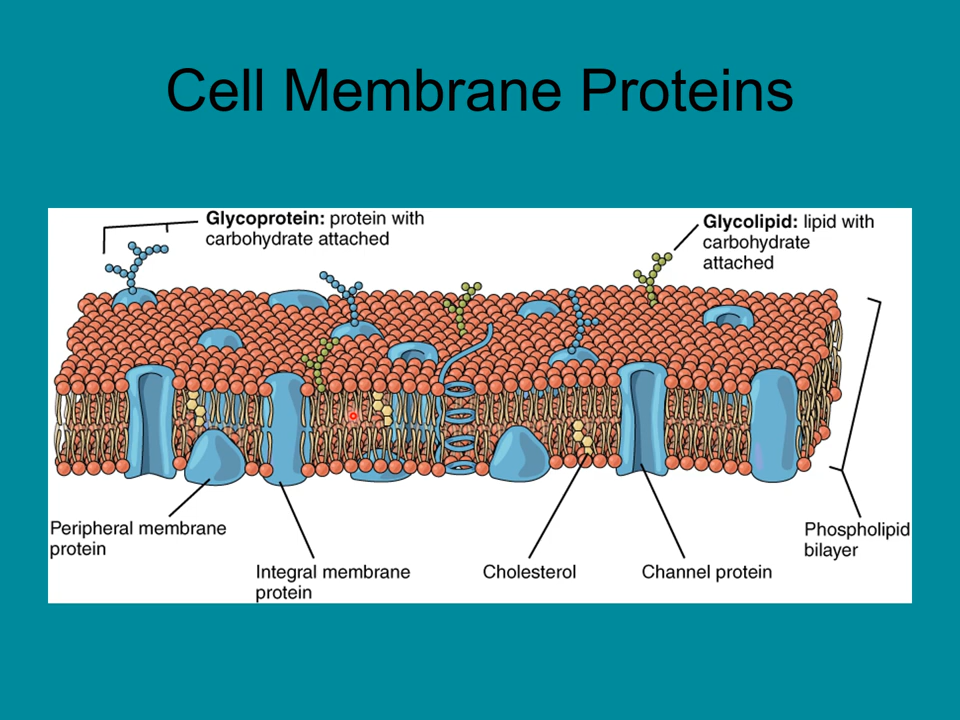 Cell Membrane Proteins
Glycoprotein: protein with
carbohydrate attached
Glycolipid: lipid with
carbohydrate
attached
Peripheral membrane
protein
Integral membrane
protein
Cholesterol
Channel protein
Phospholipid
bilayer